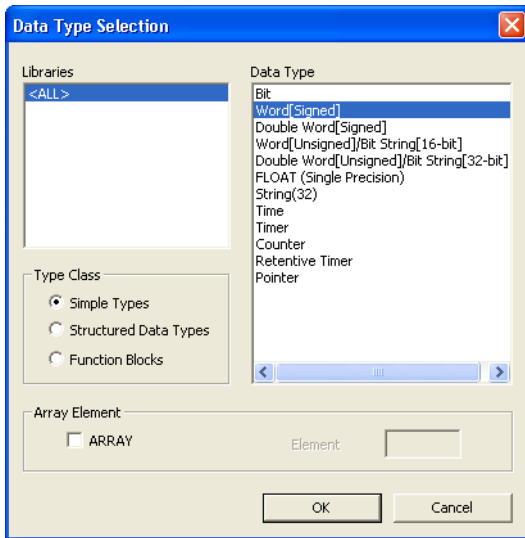 Data Type Selection
Libraries
<ALL>
Data Type
Bit
Word[Signed]
Double Word[Signed]
Word[Unsigned]/Bit String[16-bit]
Double Word[Unsigned]/Bit String[32-bit]
FLOAT (Single Precision)
String(32)
Time
Timer
Counter
Retentive Timer
Pointer
Type Class
Simple Types
Structured Data Types
Function Blocks
Array Element
ARRAY
Element
OK
Cancel